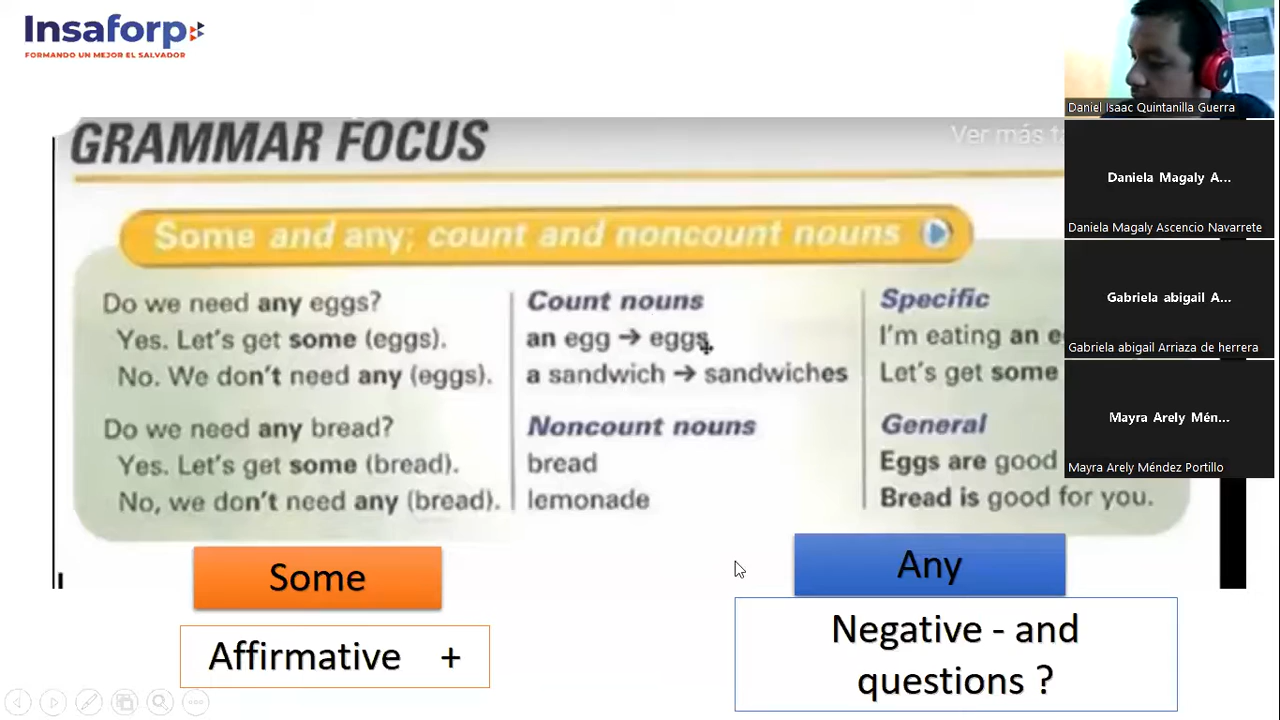 Insaforp
FORMANDO UN MEJOR EL SALVADOR
GRAMMAR FOCUS
Ver más
Some and any; count and noncount nouns
Do we need any eggs?
Yes. Let's get some (eggs).
No. We don't need any (eggs).
Do we need any bread?
Yes. Let's get some (bread).
No, we don't need any (bread).
Count nouns
an egg → eggs
a sandwich → sandwiches
Noncount nouns
bread
lemonade
Specific
I'm eating an
Let's get some
General
Eggs are good
Bread is good for you.
Some
Affirmative +
Any
Negative - and
questions ?
Daniel Isaac Quintanilla Guerra
Daniela Magaly A...
Daniela Magaly Ascencio Navarrete
Gabriela abigail A...
Gabriela abigail Arriaza de herrera
Mayra Arely Mén...
Mayra Arely Méndez Portillo